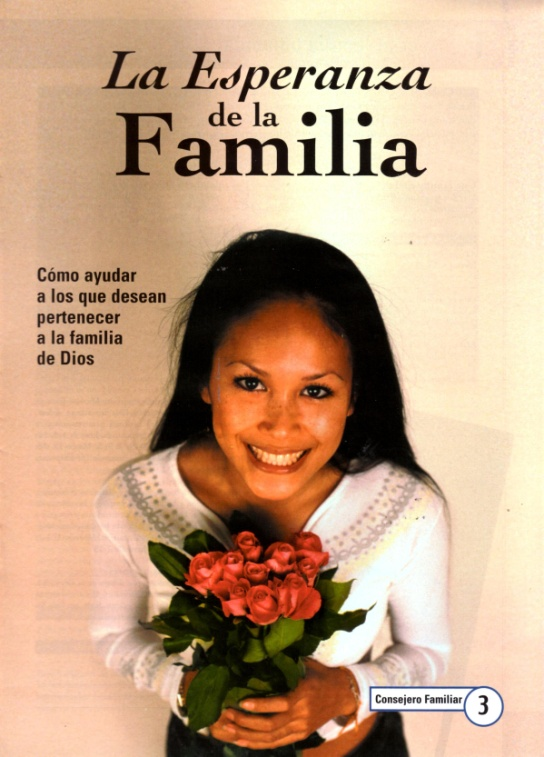 La Esperanza
de la
Familia
Cómo ayudar
a los que desean
pertenecer
a la familia
de Dios
Consejero Familiar 3